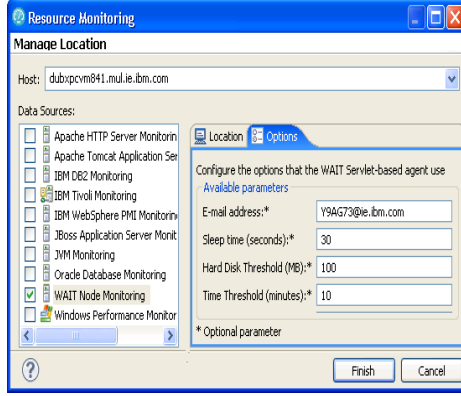 Resource Monitoring
Manage Location
Host: dubxpcvm841.mul.ie.ibm.com
Data Sources:
Apache HTTP Server Monitorin
Apache Tomcat Application Ser
IBM DB2 Monitoring
IBM Tivoli Monitoring
IBM WebSphere PMI Monitorin
JBoss Application Server Monit
JVM Monitoring
Oracle Database Monitoring
WAIT Node Monitoring
Windows Performance Monitor
Location Options
Configure the options that the WAIT Servlet-based agent use
Available parameters
E-mail address:* Y9AG73@ie.ibm.com
Sleep time (seconds):* 30
Hard Disk Threshold (MB):* 100
Time Threshold (minutes):* 10
* Optional parameter
? Finish Cancel